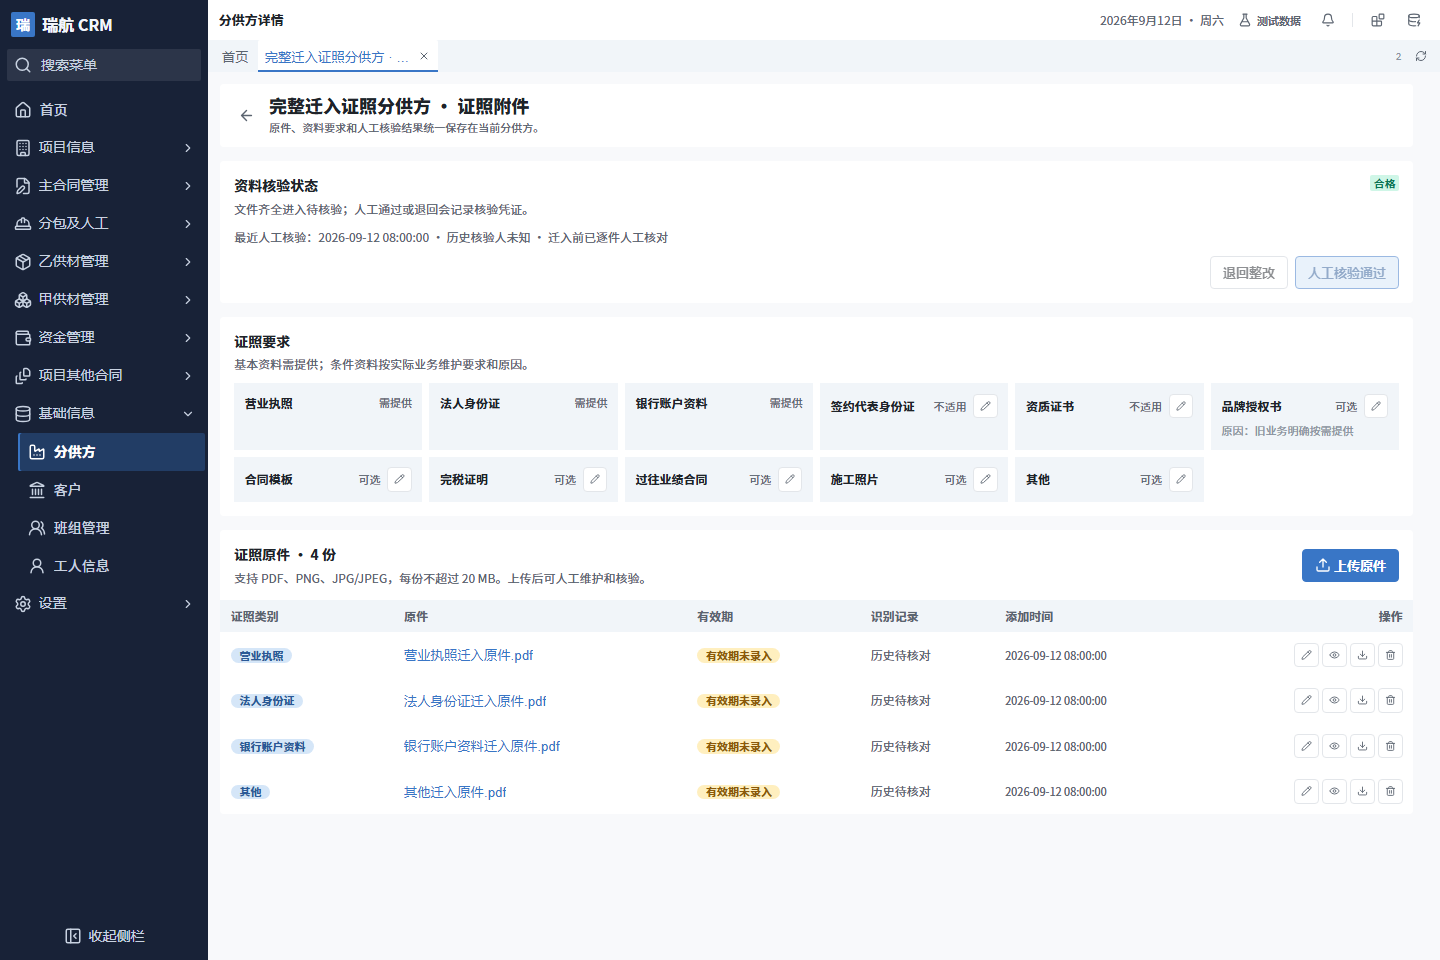 瑞 瑞航 CRM
搜索菜单
首页
项目信息
主合同管理
分包及人工
乙供材管理
甲供材管理
资金管理
项目其他合同
基础信息
分供方
客户
班组管理
工人信息
设置
收起侧栏
分供方详情
2026年9月12日 • 周六 测试数据
首页 完整迁入证照分供方 · ... 2
完整迁入证照分供方 • 证照附件
原件、资料要求和人工核验结果统一保存在当前分供方。
资料核验状态 合格
文件齐全进入待核验；人工通过或退回会记录核验凭证。
最近人工核验：2026-09-12 08:00:00 • 历史核验人未知 • 迁入前已逐件人工核对
退回整改 人工核验通过
证照要求
基本资料需提供；条件资料按实际业务维护要求和原因。
营业执照 需提供 法人身份证 需提供 银行账户资料 需提供 签约代表身份证 不适用 资质证书 不适用 品牌授权书 可选
原因：旧业务明确按需提供
合同模板 可选 完税证明 可选 过往业绩合同 可选 施工照片 可选 其他 可选
证照原件 • 4 份
支持 PDF、PNG、JPG/JPEG，每份不超过 20 MB。上传后可人工维护和核验。
上传原件
证照类别 原件 有效期 识别记录 添加时间 操作
营业执照 营业执照迁入原件.pdf 有效期未录入 历史待核对 2026-09-12 08:00:00
法人身份证 法人身份证迁入原件.pdf 有效期未录入 历史待核对 2026-09-12 08:00:00
银行账户资料 银行账户资料迁入原件.pdf 有效期未录入 历史待核对 2026-09-12 08:00:00
其他 其他迁入原件.pdf 有效期未录入 历史待核对 2026-09-12 08:00:00